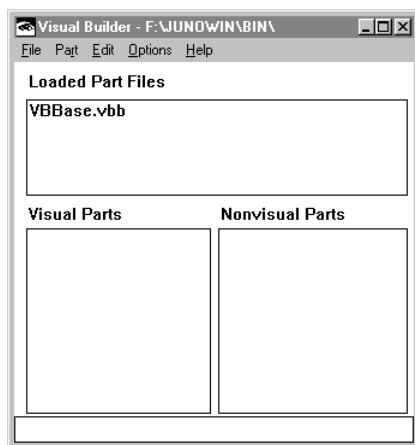 Visual Builder - F:\JUNOWIN\BIN\
File Part Edit Options Help
Loaded Part Files
VBBase.vbb
Visual Parts Nonvisual Parts